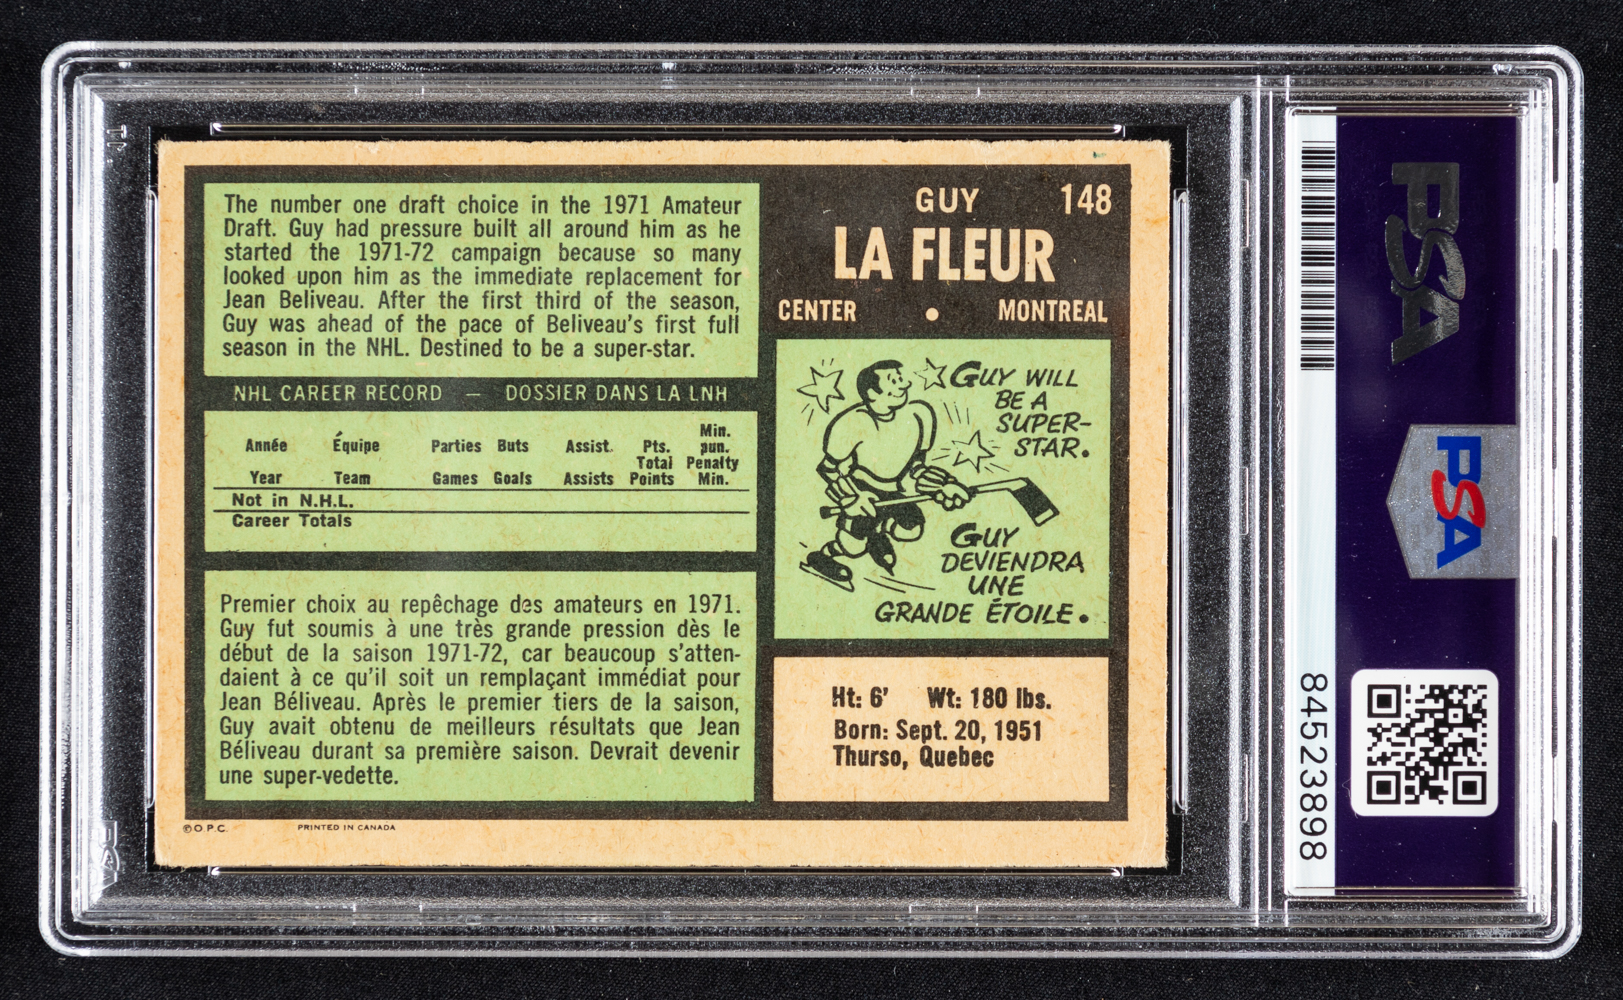 The number one draft choice in the 1971 Amateur
Draft. Guy had pressure built all around him as he
started the 1971-72 campaign because so many
looked upon him as the immediate replacement for
Jean Beliveau. After the first third of the season,
Guy was ahead of the pace of Beliveau's first full
season in the NHL. Destined to be a super-star.
NHL CAREER RECORD — DOSSIER DANS LA LNH
Année Équipe Parties Buts Assist. Pts. Min. pun.
Year Team Games Goals Assists Total Points Penalty Min.
Not in N.H.L.
Career Totals
Premier choix au repêchage des amateurs en 1971.
Guy fut soumis à une très grande pression dès le
début de la saison 1971-72, car beaucoup s'atten-
daient à ce qu'il soit un remplaçant immédiat pour
Jean Béliveau. Après le premier tiers de la saison,
Guy avait obtenu de meilleurs résultats que Jean
Béliveau durant sa première saison. Devrait devenir
une super-vedette.
©O.P.C. PRINTED IN CANADA
GUY 148
LA FLEUR
CENTER • MONTREAL
GUY WILL
BE A
SUPER-
STAR.
GUY
DEVIENDRA
UNE
GRANDE ÉTOILE.
Ht: 6' Wt: 180 lbs.
Born: Sept. 20, 1951
Thurso, Quebec
PSA
PSA
84523898